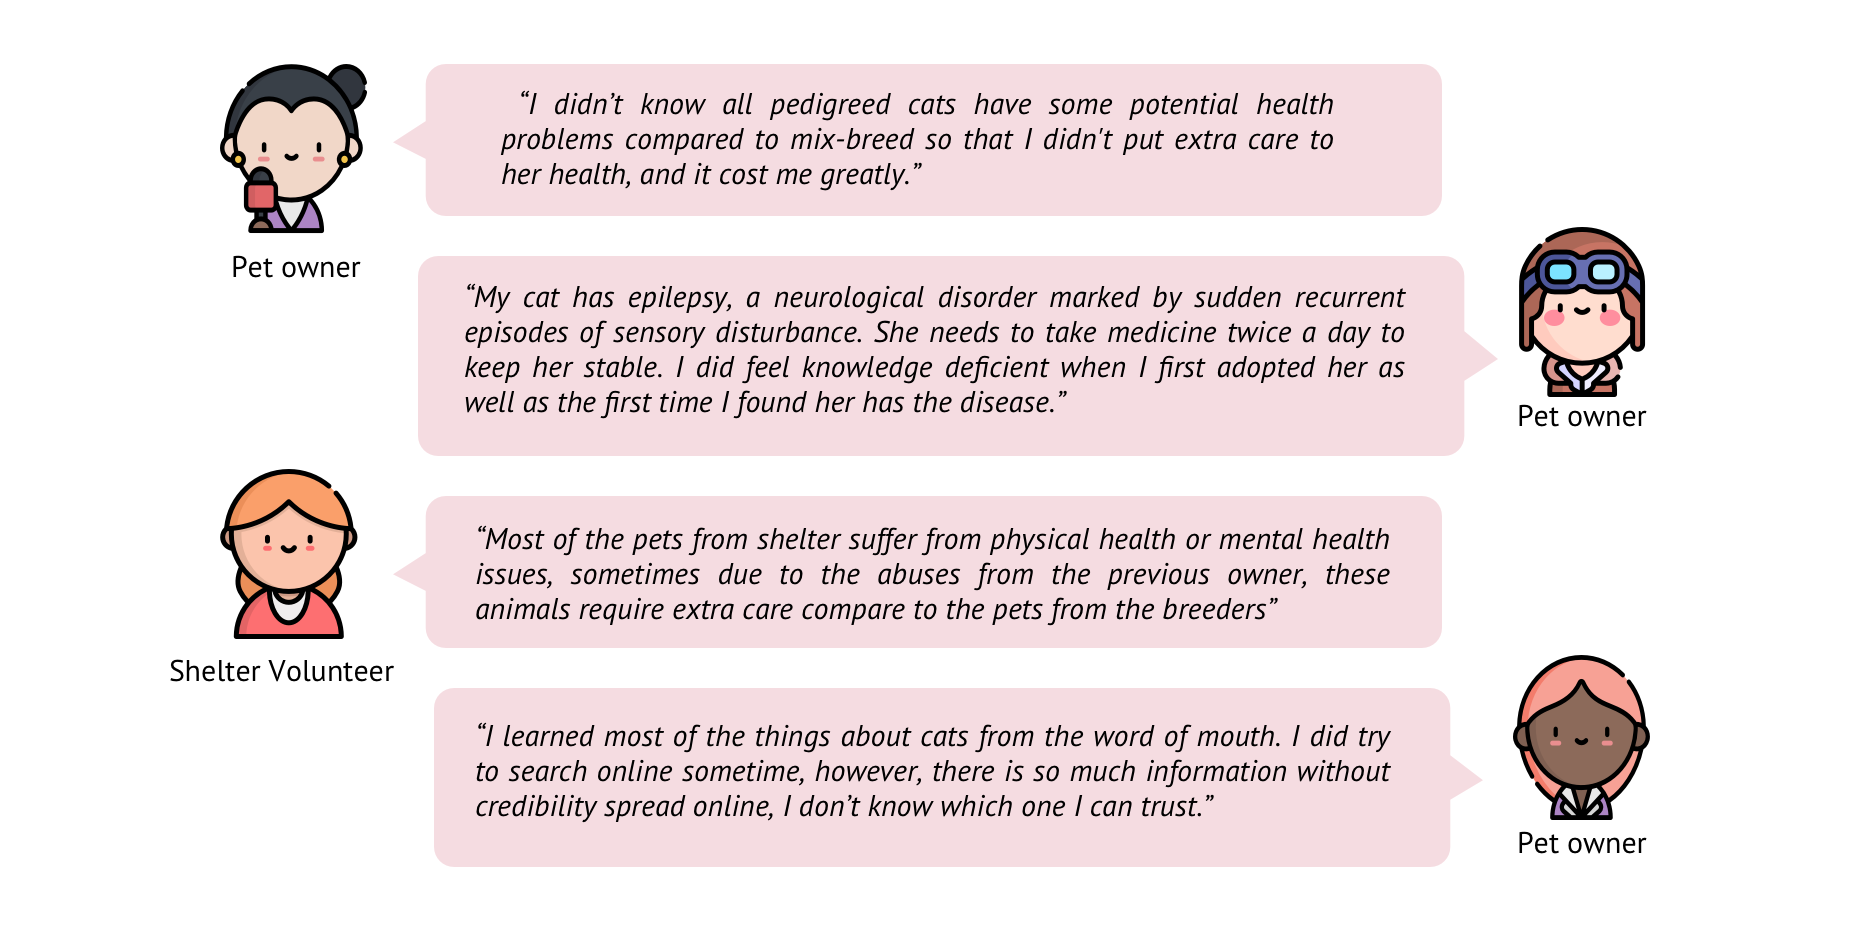 “I didn’t know all pedigreed cats have some potential health
problems compared to mix-breed so that I didn't put extra care to
her health, and it cost me greatly.”
Pet owner
“My cat has epilepsy, a neurological disorder marked by sudden recurrent
episodes of sensory disturbance. She needs to take medicine twice a day to
keep her stable. I did feel knowledge deficient when I first adopted her as
well as the first time I found her has the disease.”
Pet owner
“Most of the pets from shelter suffer from physical health or mental health
issues, sometimes due to the abuses from the previous owner, these
animals require extra care compare to the pets from the breeders”
Shelter Volunteer
“I learned most of the things about cats from the word of mouth. I did try
to search online sometime, however, there is so much information without
credibility spread online, I don’t know which one I can trust.”
Pet owner